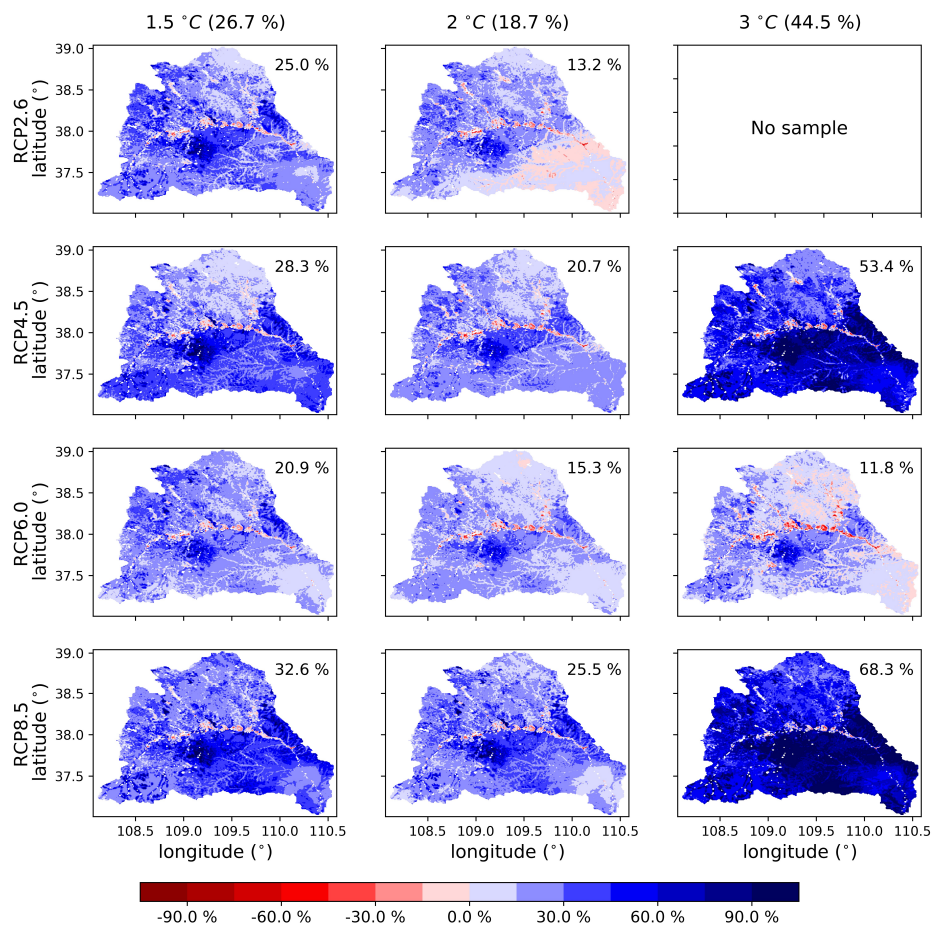 1.5 °C (26.7 %)
2 °C (18.7 %)
3 °C (44.5 %)
RCP2.6
latitude (°)
39.0
38.5
38.0
37.5
25.0 %
13.2 %
No sample
RCP4.5
latitude (°)
39.0
38.5
38.0
37.5
28.3 %
20.7 %
53.4 %
RCP6.0
latitude (°)
39.0
38.5
38.0
37.5
20.9 %
15.3 %
11.8 %
RCP8.5
latitude (°)
39.0
38.5
38.0
37.5
32.6 %
25.5 %
68.3 %
108.5 109.0 109.5 110.0 110.5
108.5 109.0 109.5 110.0 110.5
108.5 109.0 109.5 110.0 110.5
longitude (°)
longitude (°)
longitude (°)
-90.0 % -60.0 % -30.0 % 0.0 % 30.0 % 60.0 % 90.0 %